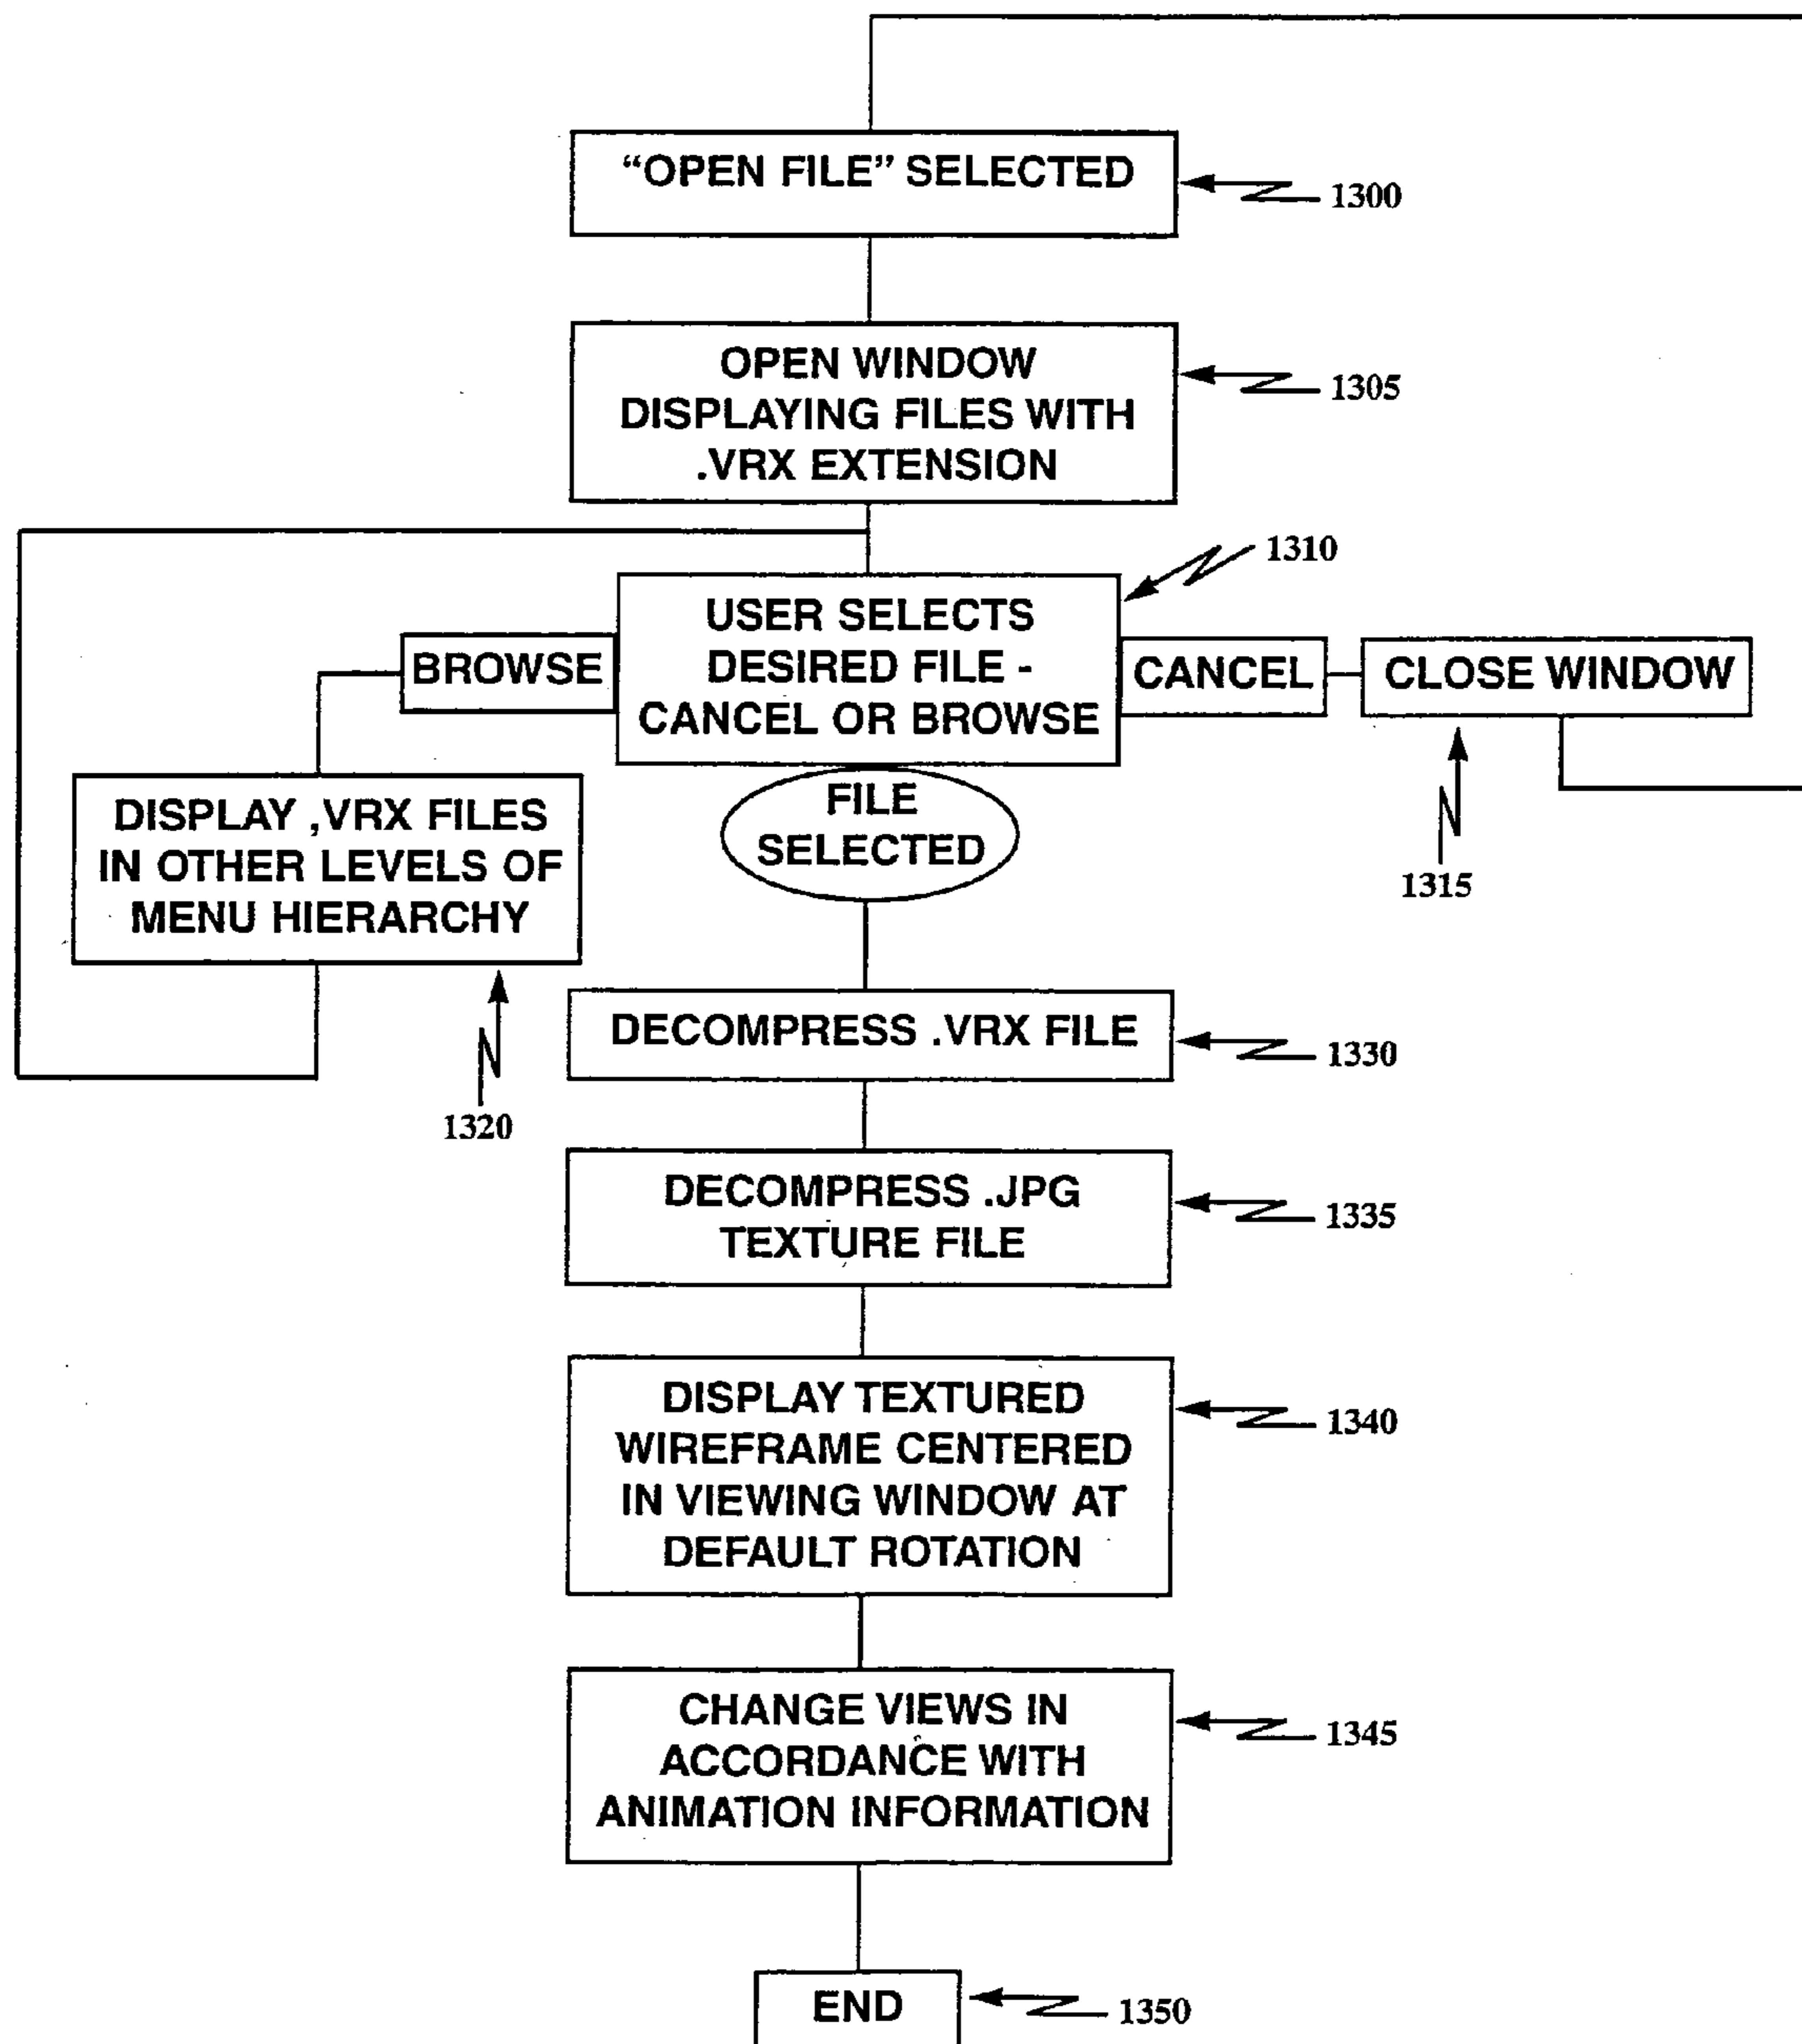 “OPEN FILE” SELECTED
1300
OPEN WINDOW
DISPLAYING FILES WITH
.VRX EXTENSION
1305
1310
USER SELECTS
DESIRED FILE -
CANCEL OR BROWSE
BROWSE
CANCEL
CLOSE WINDOW
1315
FILE
SELECTED
DISPLAY ,VRX FILES
IN OTHER LEVELS OF
MENU HIERARCHY
1320
DECOMPRESS .VRX FILE
1330
DECOMPRESS .JPG
TEXTURE FILE
1335
DISPLAY TEXTURED
WIREFRAME CENTERED
IN VIEWING WINDOW AT
DEFAULT ROTATION
1340
CHANGE VIEWS IN
ACCORDANCE WITH
ANIMATION INFORMATION
1345
END
1350